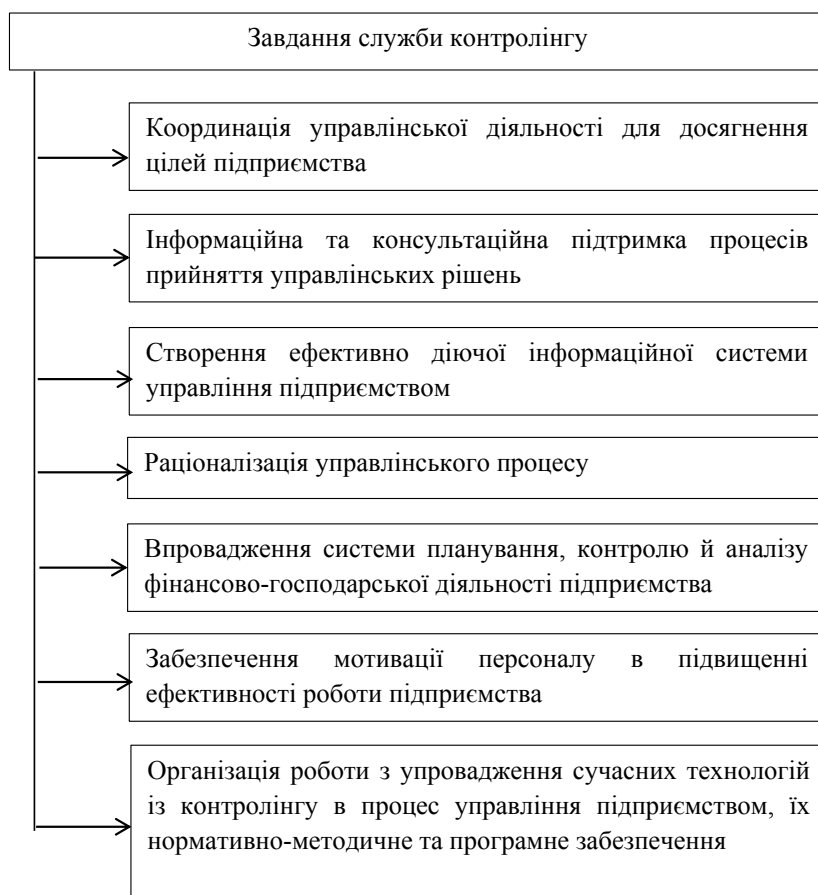 Завдання служби контролінгу
Координація управлінської діяльності для досягнення
цілей підприємства
Інформаційна та консультаційна підтримка процесів
прийняття управлінських рішень
Створення ефективно діючої інформаційної системи
управління підприємством
Раціоналізація управлінського процесу
Впровадження системи планування, контролю й аналізу
фінансово-господарської діяльності підприємства
Забезпечення мотивації персоналу в підвищенні
ефективності роботи підприємства
Організація роботи з упровадження сучасних технологій
із контролінгу в процес управління підприємством, їх
нормативно-методичне та програмне забезпечення